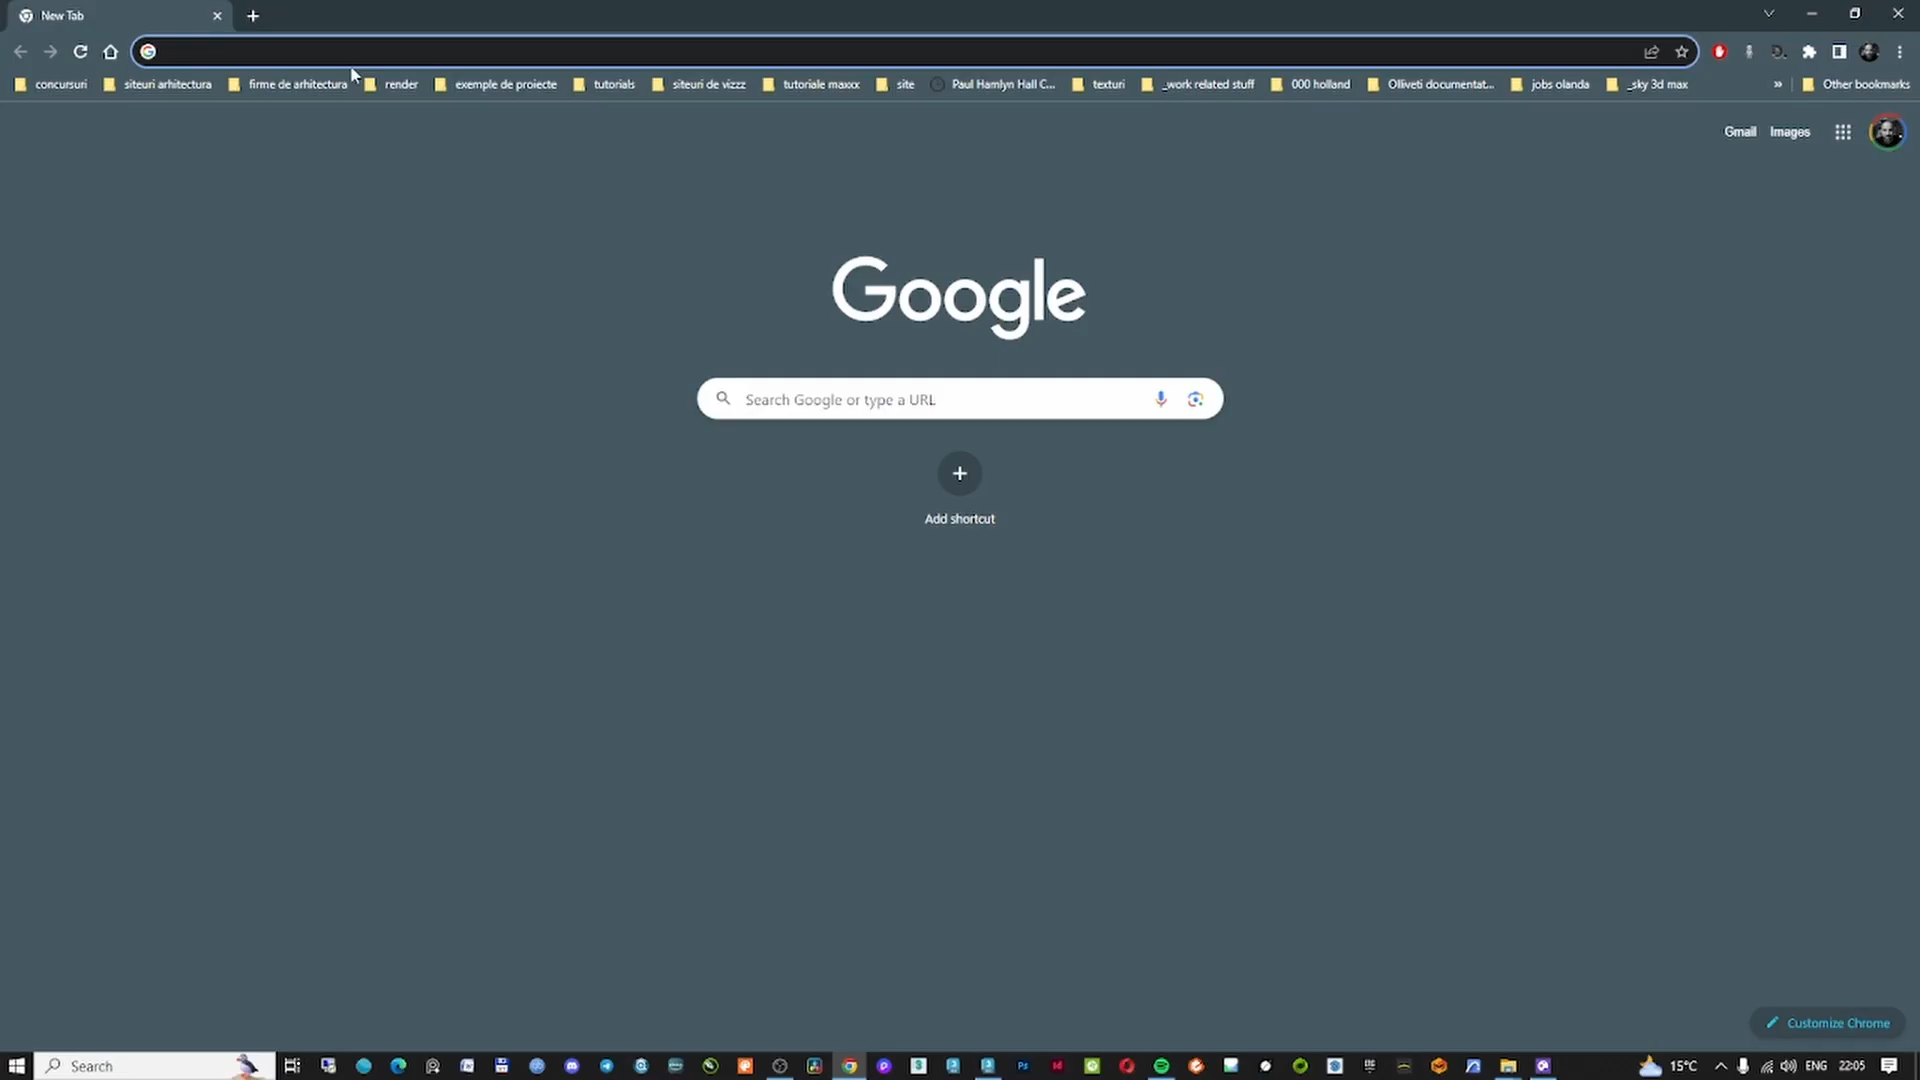 New Tab
concursuri
siteuri arhitectura
firme de arhitectura
render
exemple de proiecte
tutorials
siteuri de vizzz
tutoriale maxxx
site
Paul Hamlyn Hall C...
texturi
_work related stuff
000 holland
Olliveti documentat...
jobs olanda
_sky 3d max
»
Other bookmarks
Gmail
Images
Google
Search Google or type a URL
Add shortcut
Customize Chrome
Search
15°C
ENG
22:05